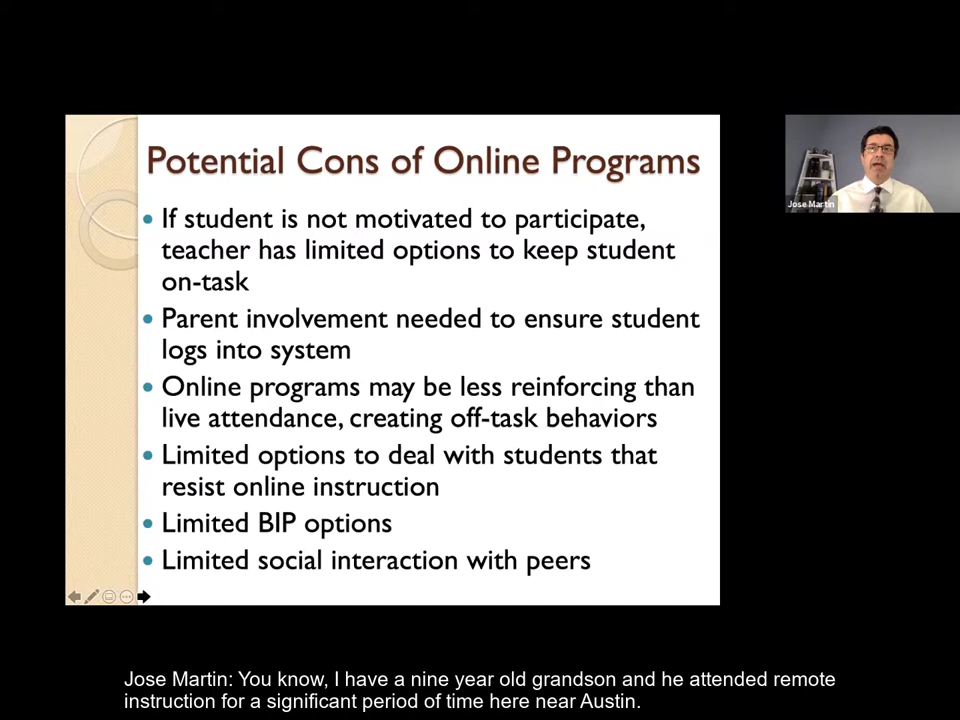 Potential Cons of Online Programs
• If student is not motivated to participate,
teacher has limited options to keep student
on-task
• Parent involvement needed to ensure student
logs into system
• Online programs may be less reinforcing than
live attendance, creating off-task behaviors
• Limited options to deal with students that
resist online instruction
• Limited BIP options
• Limited social interaction with peers
Jose Martin
Jose Martin: You know, I have a nine year old grandson and he attended remote
instruction for a significant period of time here near Austin.